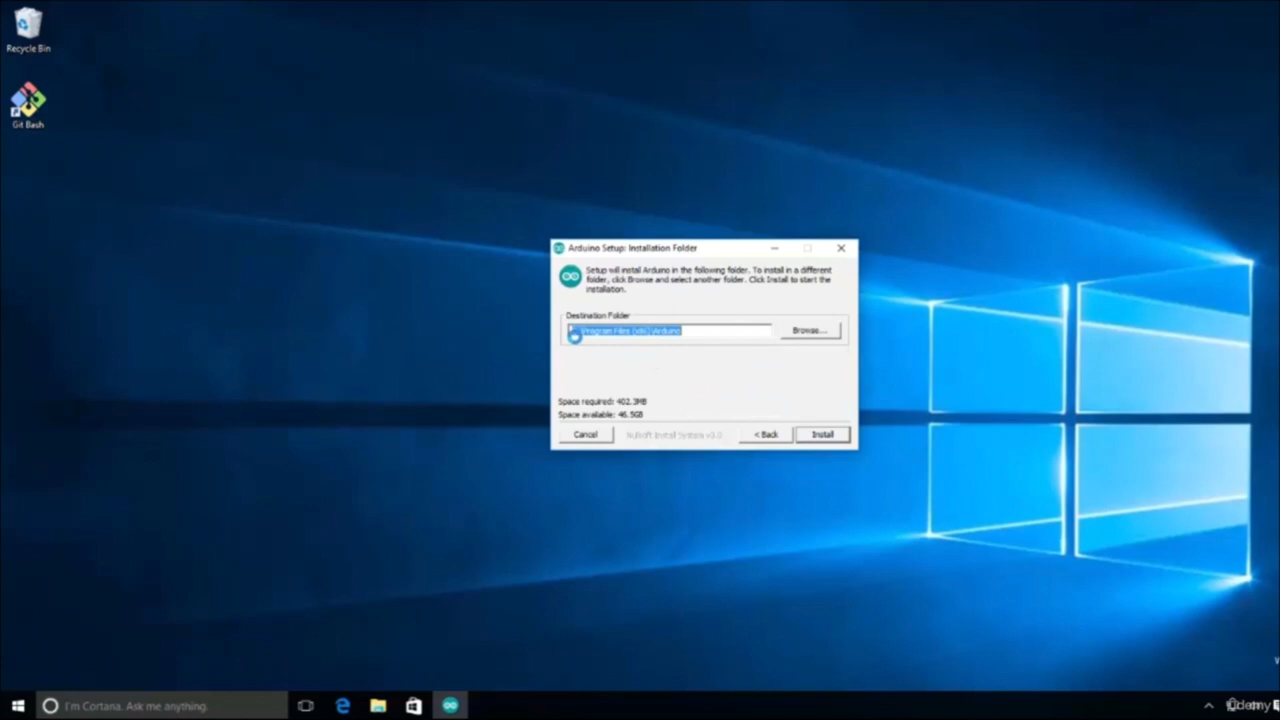 Recycle Bin
Git Bash
Arduino Setup: Installation Folder
Setup will install Arduino in the following folder. To install in a different
folder, click Browse and select another folder. Click Install to start the
installation.
Destination Folder
Program Files (x86)\Arduino
Browse...
Space required: 402.3MB
Space available: 46.5GB
Cancel
Nullsoft Install System v3.0
< Back
Install
I'm Cortana. Ask me anything.
Udemy